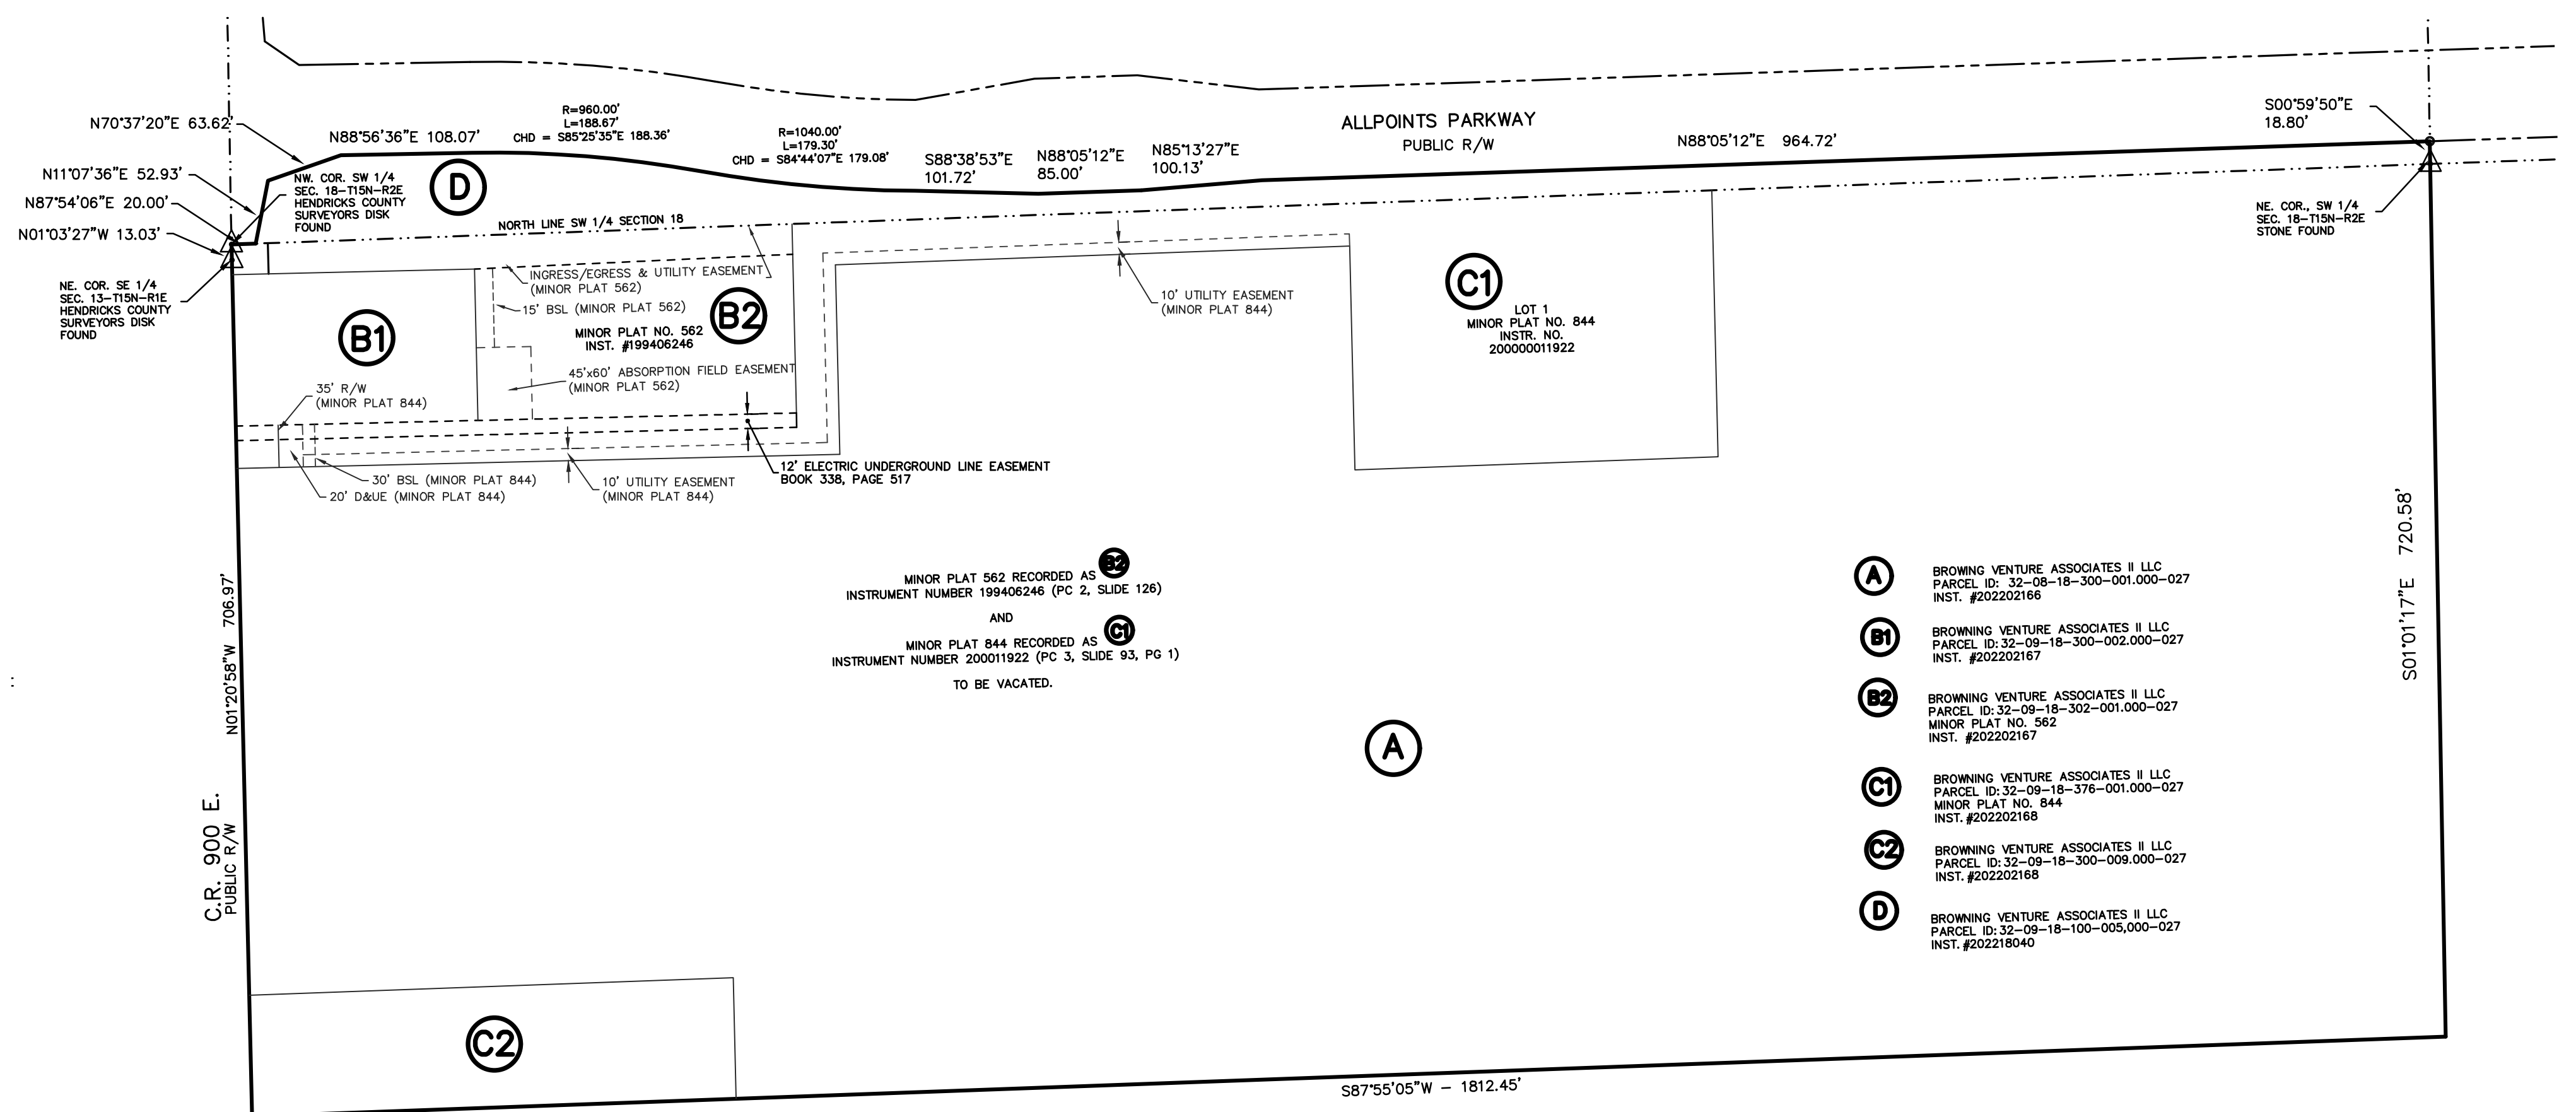 N70°37'20"E 63.62'
N88°56'36"E 108.07'
R=960.00'
L=188.67'
CHD = S85°25'35"E 188.36'
R=1040.00'
L=179.30'
CHD = S84°44'07"E 179.08'
S88°38'53"E
101.72'
N88°05'12"E
85.00'
N85°13'27"E
100.13'
ALLPOINTS PARKWAY
PUBLIC R/W
N88°05'12"E 964.72'
S00°59'50"E
18.80'
N11°07'36"E 52.93'
N87°54'06"E 20.00'
N01°03'27"W 13.03'
NW. COR. SW 1/4
SEC. 18-T15N-R2E
HENDRICKS COUNTY
SURVEYORS DISK
FOUND
D
NORTH LINE SW 1/4 SECTION 18
NE. COR., SW 1/4
SEC. 18-T15N-R2E
STONE FOUND
NE. COR. SE 1/4
SEC. 13-T15N-R1E
HENDRICKS COUNTY
SURVEYORS DISK
FOUND
INGRESS/EGRESS & UTILITY EASEMENT
(MINOR PLAT 562)
15' BSL (MINOR PLAT 562)
B1
B2
MINOR PLAT NO. 562
INST. #199406246
45'x60' ABSORPTION FIELD EASEMENT
(MINOR PLAT 562)
10' UTILITY EASEMENT
(MINOR PLAT 844)
C1
LOT 1
MINOR PLAT NO. 844
INSTR. NO.
200000011922
35' R/W
(MINOR PLAT 844)
30' BSL (MINOR PLAT 844)
20' D&UE (MINOR PLAT 844)
10' UTILITY EASEMENT
(MINOR PLAT 844)
12' ELECTRIC UNDERGROUND LINE EASEMENT
BOOK 338, PAGE 517
N01°20'58"W 706.97'
C.R. 900 E.
PUBLIC R/W
MINOR PLAT 562 RECORDED AS B2
INSTRUMENT NUMBER 199406246 (PC 2, SLIDE 126)
AND
MINOR PLAT 844 RECORDED AS C1
INSTRUMENT NUMBER 200011922 (PC 3, SLIDE 93, PG 1)
TO BE VACATED.
A
C2
S87°55'05"W - 1812.45'
S01°01'17"E 720.58'
A
BROWING VENTURE ASSOCIATES II LLC
PARCEL ID: 32-08-18-300-001.000-027
INST. #202202166
B1
BROWNING VENTURE ASSOCIATES II LLC
PARCEL ID: 32-09-18-300-002.000-027
INST. #202202167
B2
BROWNING VENTURE ASSOCIATES II LLC
PARCEL ID: 32-09-18-302-001.000-027
MINOR PLAT NO. 562
INST. #202202167
C1
BROWNING VENTURE ASSOCIATES II LLC
PARCEL ID: 32-09-18-376-001.000-027
MINOR PLAT NO. 844
INST. #202202168
C2
BROWNING VENTURE ASSOCIATES II LLC
PARCEL ID: 32-09-18-300-009.000-027
INST. #202202168
D
BROWNING VENTURE ASSOCIATES II LLC
PARCEL ID: 32-09-18-100-005,000-027
INST. #202218040